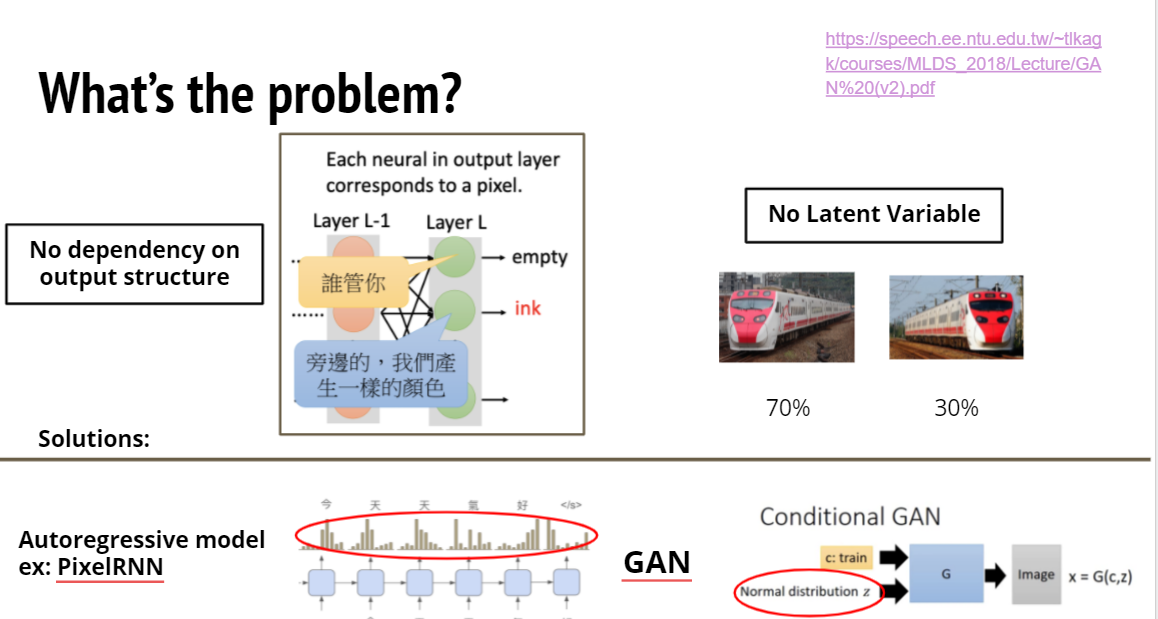 What's the problem?
https://speech.ee.ntu.edu.tw/~tlkag
k/courses/MLDS_2018/Lecture/GA
N%20(v2).pdf
No dependency on
output structure
Each neural in output layer
corresponds to a pixel.
Layer L-1
Layer L
empty
誰管你
ink
旁邊的，我們產
生一樣的顏色
No Latent Variable
70%
30%
Solutions:
Autoregressive model
ex: PixelRNN
今 天 天 氣 好 </s>
GAN
Conditional GAN
c: train
Normal distribution z
G
Image
x = G(c,z)